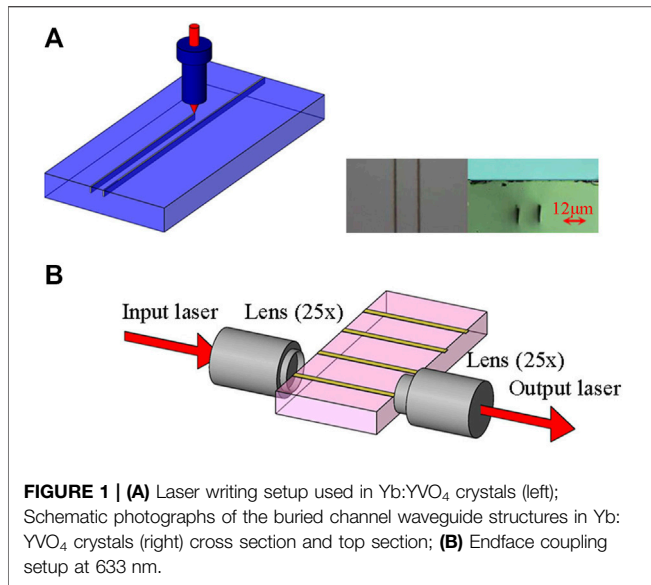 A
12μm
B
Input laser
Lens (25x)
Lens (25x)
Output laser
FIGURE 1 | (A) Laser writing setup used in Yb:YVO₄ crystals (left);
Schematic photographs of the buried channel waveguide structures in Yb:
YVO₄ crystals (right) cross section and top section; (B) Endface coupling
setup at 633 nm.